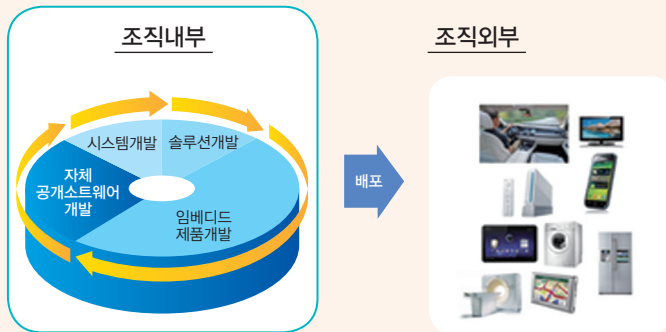 조직내부
조직외부
시스템개발
솔루션개발
자체
공개소트웨어
개발
임베디드
제품개발
배포